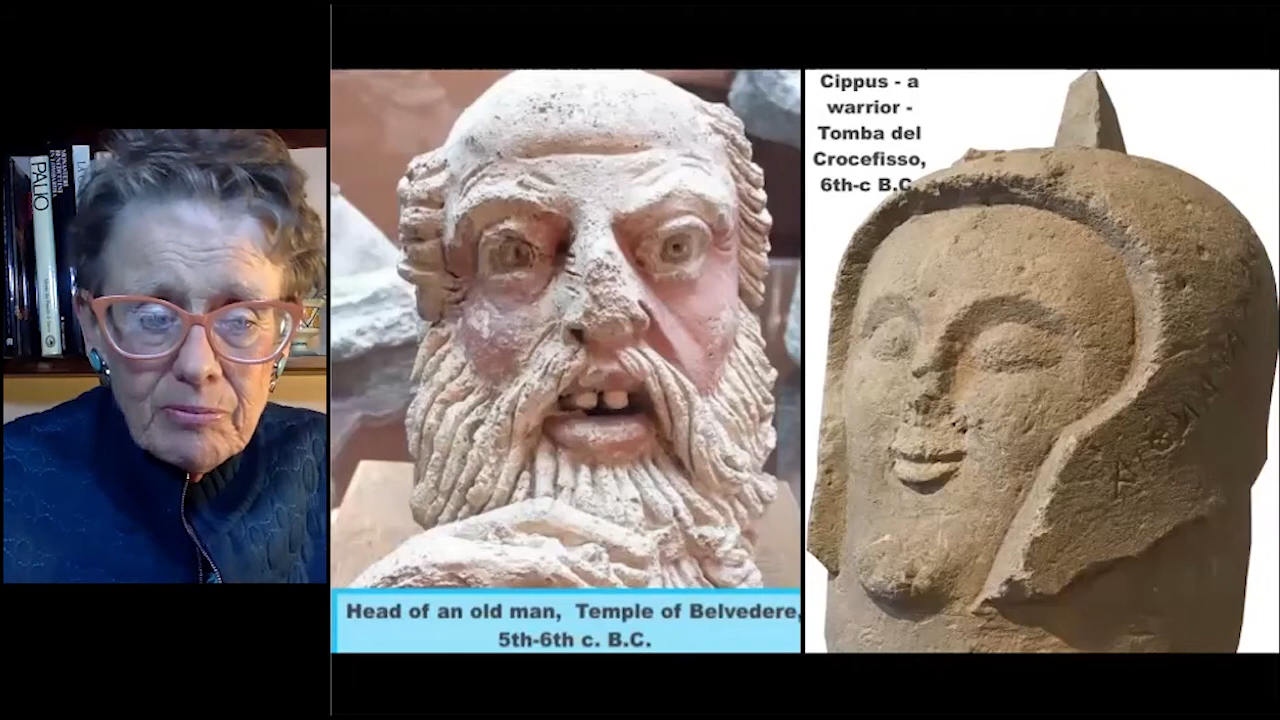 PALIO
Head of an old man, Temple of Belvedere,
5th-6th c. B.C.
Cippus - a
warrior -
Tomba del
Crocefisso,
6th-c B.C.